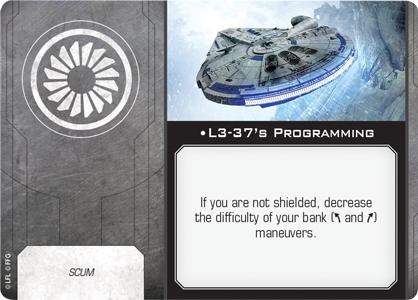 •L3-37's Programming
If you are not shielded, decrease
the difficulty of your bank (↰ and ↱)
maneuvers.
SCUM
©LFL ©FFG